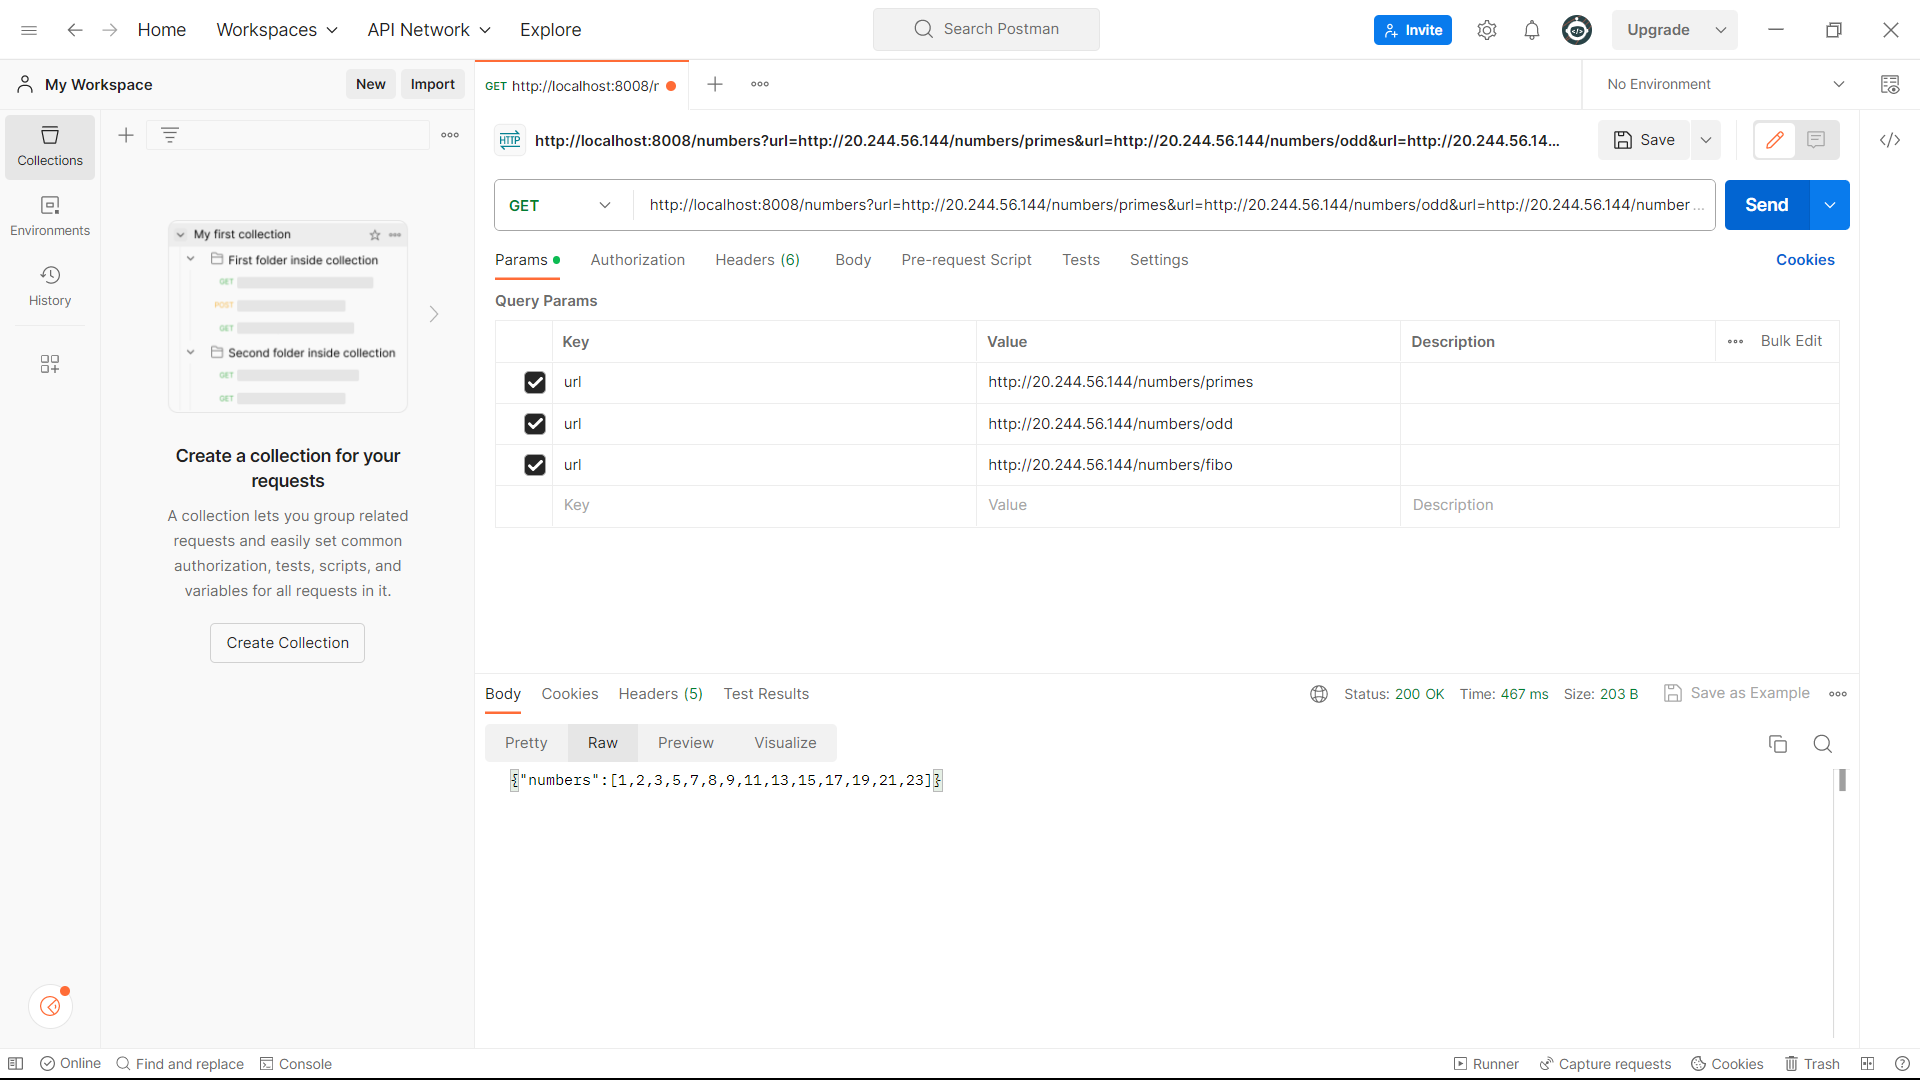 Home Workspaces API Network Explore Search Postman Invite Upgrade
My Workspace New Import GET http://localhost:8008/r No Environment
Collections
Environments
History
My first collection
First folder inside collection
GET
POST
GET
Second folder inside collection
GET
GET
Create a collection for your
requests
A collection lets you group related
requests and easily set common
authorization, tests, scripts, and
variables for all requests in it.
Create Collection
HTTP http://localhost:8008/numbers?url=http://20.244.56.144/numbers/primes&url=http://20.244.56.144/numbers/odd&url=http://20.244.56.14... Save
GET http://localhost:8008/numbers?url=http://20.244.56.144/numbers/primes&url=http://20.244.56.144/numbers/odd&url=http://20.244.56.144/number ... Send
Params Authorization Headers (6) Body Pre-request Script Tests Settings Cookies
Query Params
Key Value Description Bulk Edit
url http://20.244.56.144/numbers/primes
url http://20.244.56.144/numbers/odd
url http://20.244.56.144/numbers/fibo
Key Value Description
Body Cookies Headers (5) Test Results Status: 200 OK Time: 467 ms Size: 203 B Save as Example
Pretty Raw Preview Visualize
{"numbers":[1,2,3,5,7,8,9,11,13,15,17,19,21,23]}
Online Find and replace Console Runner Capture requests Cookies Trash